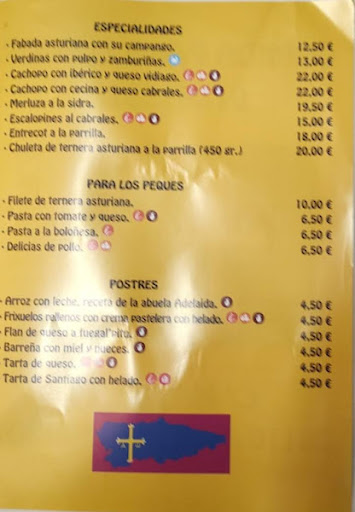 ESPECIALIDADES
· Fabada asturiana con su campango. 12,50 €
· Verdinas con pulpo y zamburiñas. 13,00 €
· Cachopo con ibérico y queso vidiago. 22,00 €
· Cachopo con cecina y queso cabrales. 22,00 €
· Merluza a la sidra. 19,50 €
· Escalopines al cabrales. 15,00 €
· Entrecot a la parrilla. 18,00 €
· Chuleta de ternera asturiana a la parrilla (450 gr.) 20,00 €
PARA LOS PEQUES
· Filete de ternera asturiana. 10,00 €
· Pasta con tomate y queso. 6,50 €
· Pasta a la boloñesa. 6,50 €
· Delicias de pollo. 6,50 €
POSTRES
· Arroz con leche, receta de la abuela Adelaida. 4,50 €
· Frixuelos rellenos con crema pastelera con helado. 4,50 €
· Flan de queso a fuegal'pitu. 4,50 €
· Barreña con miel y nueces. 4,50 €
· Tarta de queso. 4,50 €
· Tarta de Santiago con helado. 4,50 €